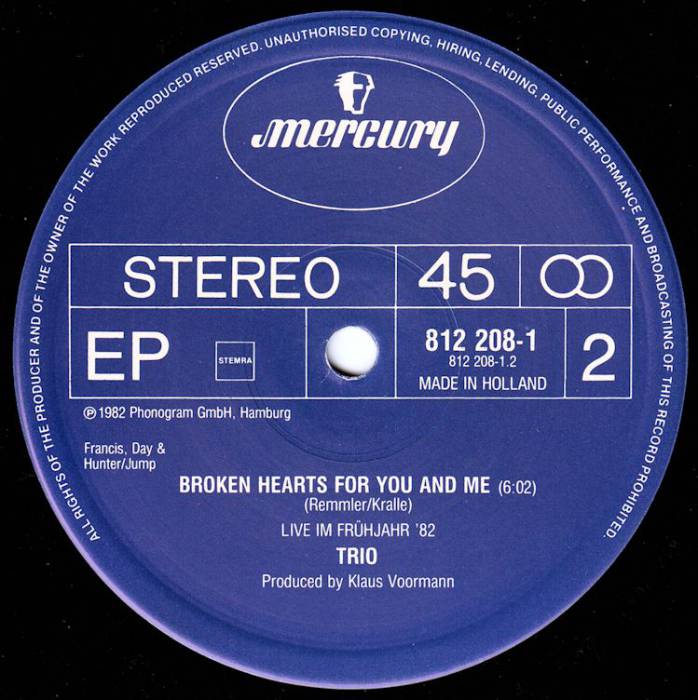 ALL RIGHTS OF THE PRODUCER AND OF THE OWNER OF THE WORK REPRODUCED RESERVED. UNAUTHORISED COPYING, HIRING, LENDING, PUBLIC PERFORMANCE AND BROADCASTING OF THIS RECORD PROHIBITED.
mercury
STEREO 45
EP STEMRA 812 208-1 2
812 208-1.2
MADE IN HOLLAND
℗ 1982 Phonogram GmbH, Hamburg
Francis, Day &
Hunter/Jump
BROKEN HEARTS FOR YOU AND ME (6:02)
(Remmler/Kralle)
LIVE IM FRÜHJAHR '82
TRIO
Produced by Klaus Voormann